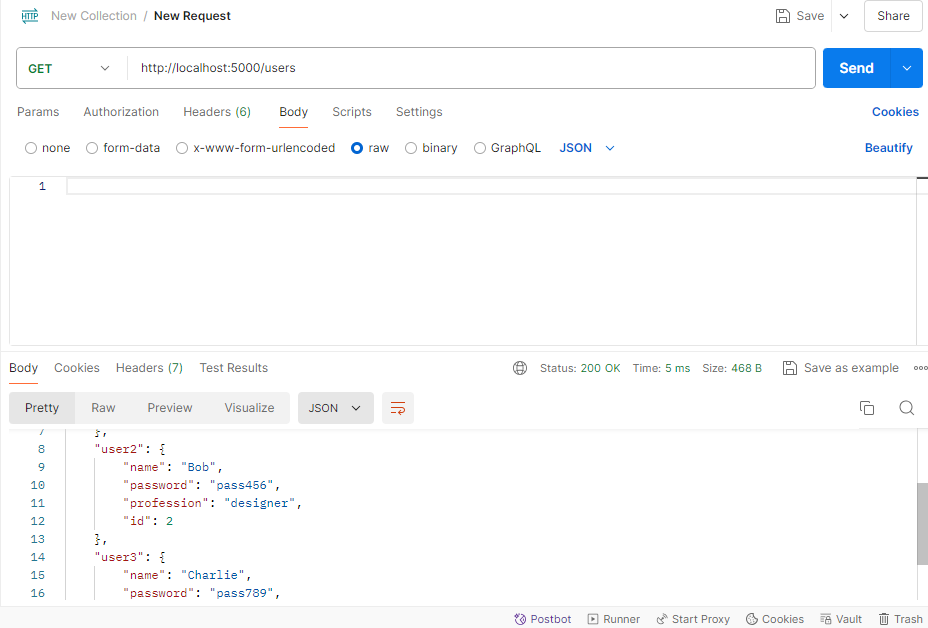 HTTP New Collection / New Request Save Share
GET http://localhost:5000/users Send
Params Authorization Headers (6) Body Scripts Settings Cookies
none form-data x-www-form-urlencoded raw binary GraphQL JSON Beautify
1
Body Cookies Headers (7) Test Results Status: 200 OK Time: 5 ms Size: 468 B Save as example
Pretty Raw Preview Visualize JSON
7 },
8 "user2": {
9 "name": "Bob",
10 "password": "pass456",
11 "profession": "designer",
12 "id": 2
13 },
14 "user3": {
15 "name": "Charlie",
16 "password": "pass789",
Postbot Runner Start Proxy Cookies Vault Trash